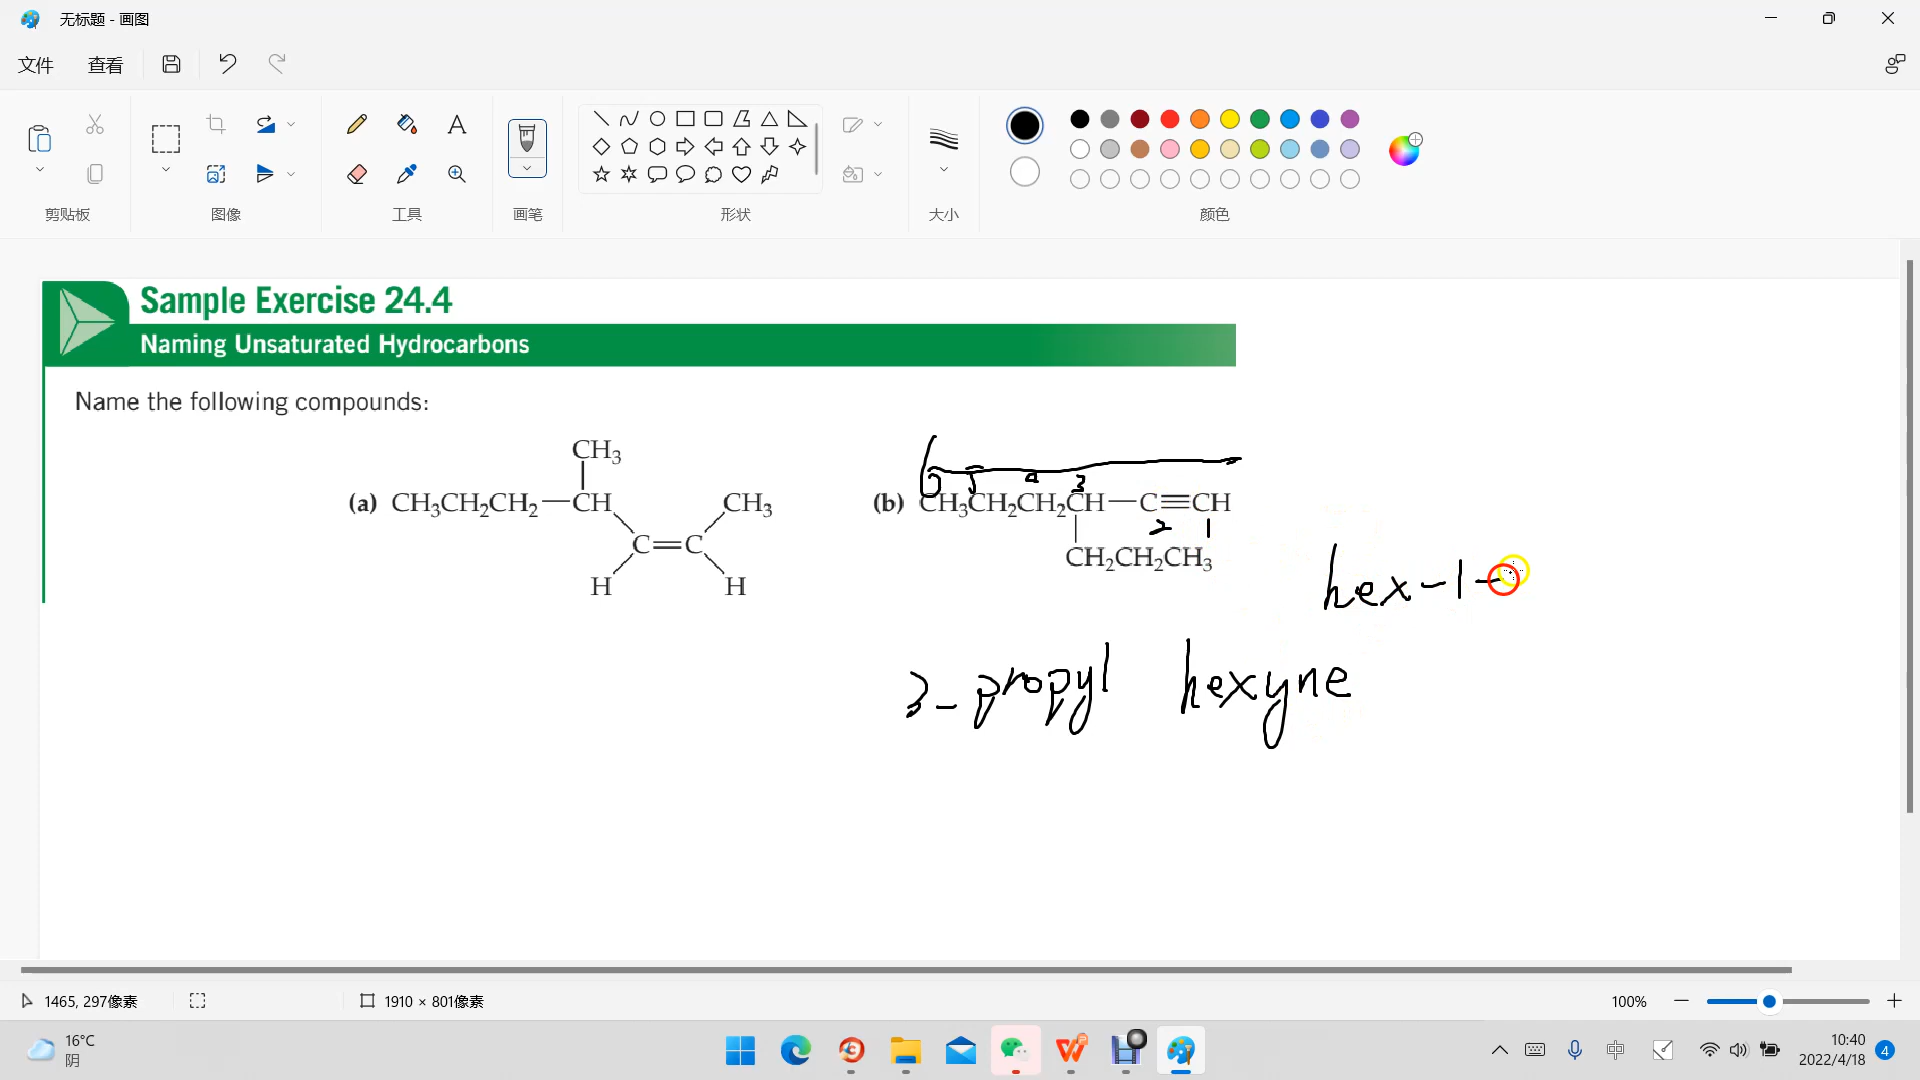 无标题 - 画图
文件 查看
剪贴板 图像 工具 画笔 形状 大小 颜色
Sample Exercise 24.4
Naming Unsaturated Hydrocarbons
Name the following compounds:
CH₃
(a) CH₃CH₂CH₂—CH CH₃
C=C
H H
6 5 4 3
(b) CH₃CH₂CH₂CH—C≡CH
2 1
CH₂CH₂CH₃
hex-1-
3-propyl hexyne
1465, 297像素 1910 × 801像素 100%
16°C
阴
中
10:40
2022/4/18 4